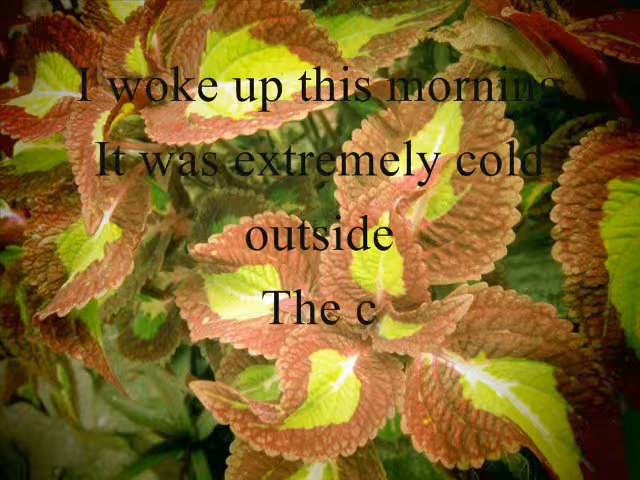 I woke up this morning
It was extremely cold
outside
The c